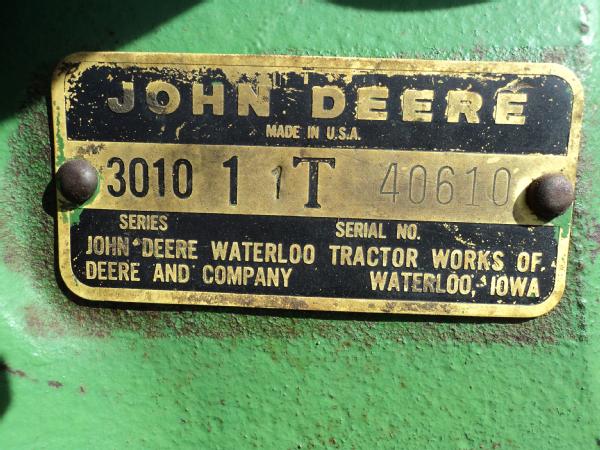 JOHN DEERE
MADE IN U.S.A.
3010 1 1T 40610
SERIES SERIAL NO.
JOHN DEERE WATERLOO TRACTOR WORKS OF
DEERE AND COMPANY WATERLOO, IOWA